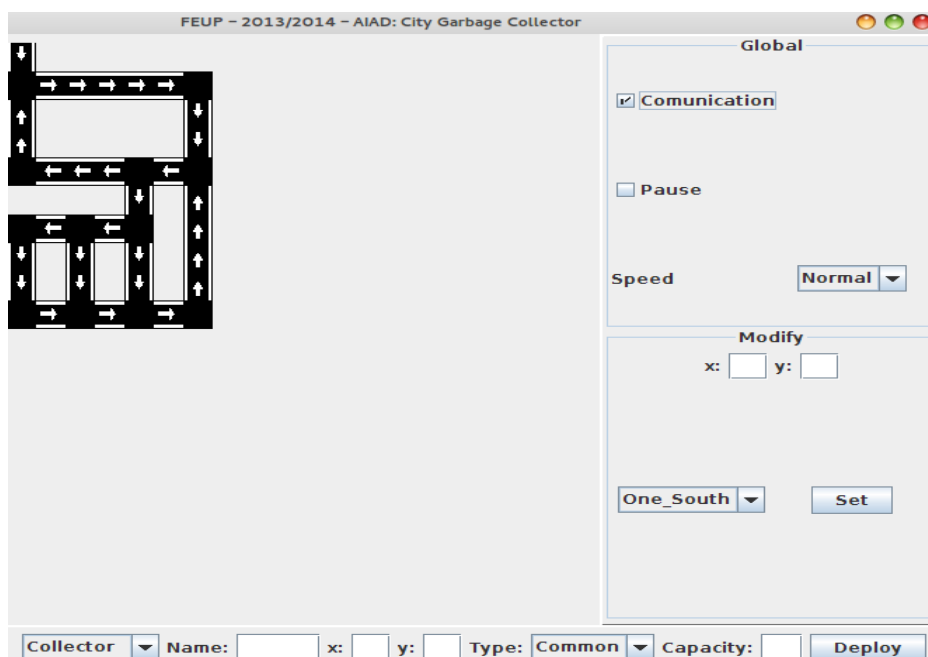 FEUP – 2013/2014 – AIAD: City Garbage Collector
Global
Comunication
Pause
Speed Normal
Modify
x: y:
One_South Set
Collector Name: x: y: Type: Common Capacity: Deploy